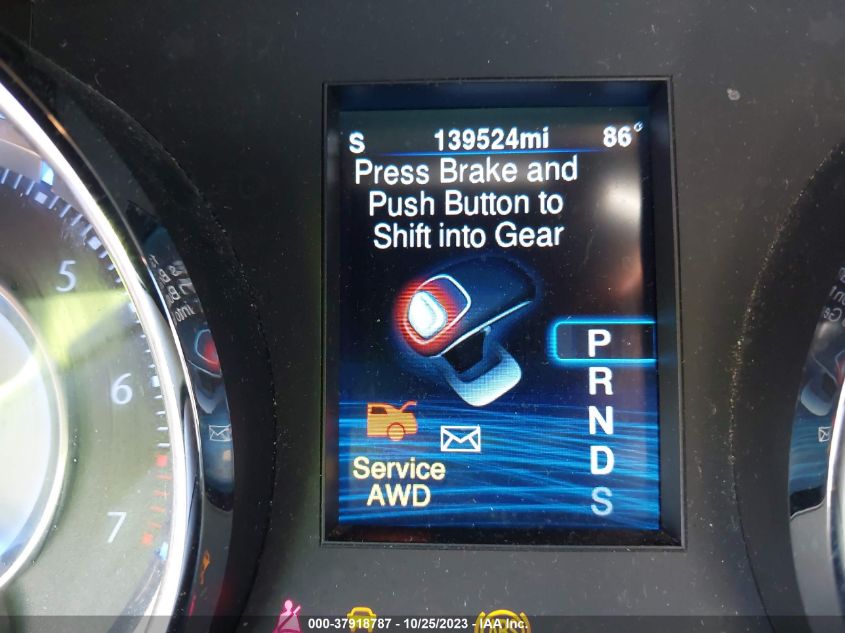 S 139524mi 86°
Press Brake and
Push Button to
Shift into Gear
P
R
N
D
S
Service
AWD
5
6
7
ABS
000-37918787 - 10/25/2023 - IAA Inc.